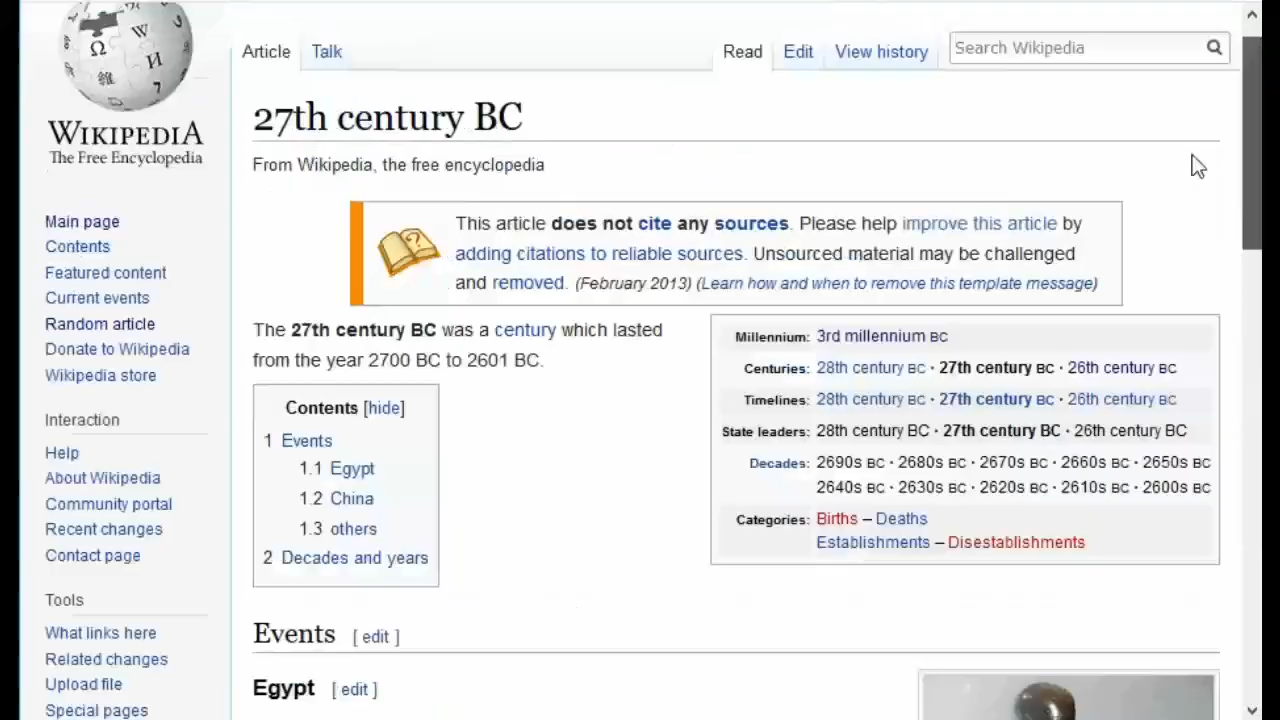 Ω W И 維 7
WIKIPEDIA
The Free Encyclopedia
Main page
Contents
Featured content
Current events
Random article
Donate to Wikipedia
Wikipedia store
Interaction
Help
About Wikipedia
Community portal
Recent changes
Contact page
Tools
What links here
Related changes
Upload file
Special pages
Article Talk Read Edit View history Search Wikipedia
27th century BC
From Wikipedia, the free encyclopedia
This article does not cite any sources. Please help improve this article by
adding citations to reliable sources. Unsourced material may be challenged
and removed. (February 2013) (Learn how and when to remove this template message)
The 27th century BC was a century which lasted
from the year 2700 BC to 2601 BC.
Contents [hide]
1 Events
1.1 Egypt
1.2 China
1.3 others
2 Decades and years
Millennium: 3rd millennium BC
Centuries: 28th century BC · 27th century BC · 26th century BC
Timelines: 28th century BC · 27th century BC · 26th century BC
State leaders: 28th century BC · 27th century BC · 26th century BC
Decades: 2690s BC · 2680s BC · 2670s BC · 2660s BC · 2650s BC
2640s BC · 2630s BC · 2620s BC · 2610s BC · 2600s BC
Categories: Births – Deaths
Establishments – Disestablishments
Events [ edit ]
Egypt [ edit ]